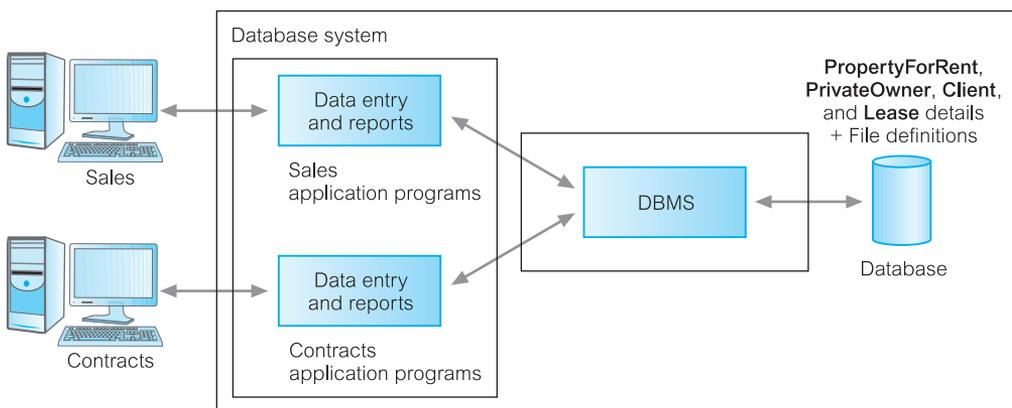 Database system
PropertyForRent,
PrivateOwner, Client,
and Lease details
+ File definitions
Data entry
and reports
Sales
Sales
application programs
DBMS
Database
Data entry
and reports
Contracts
Contracts
application programs